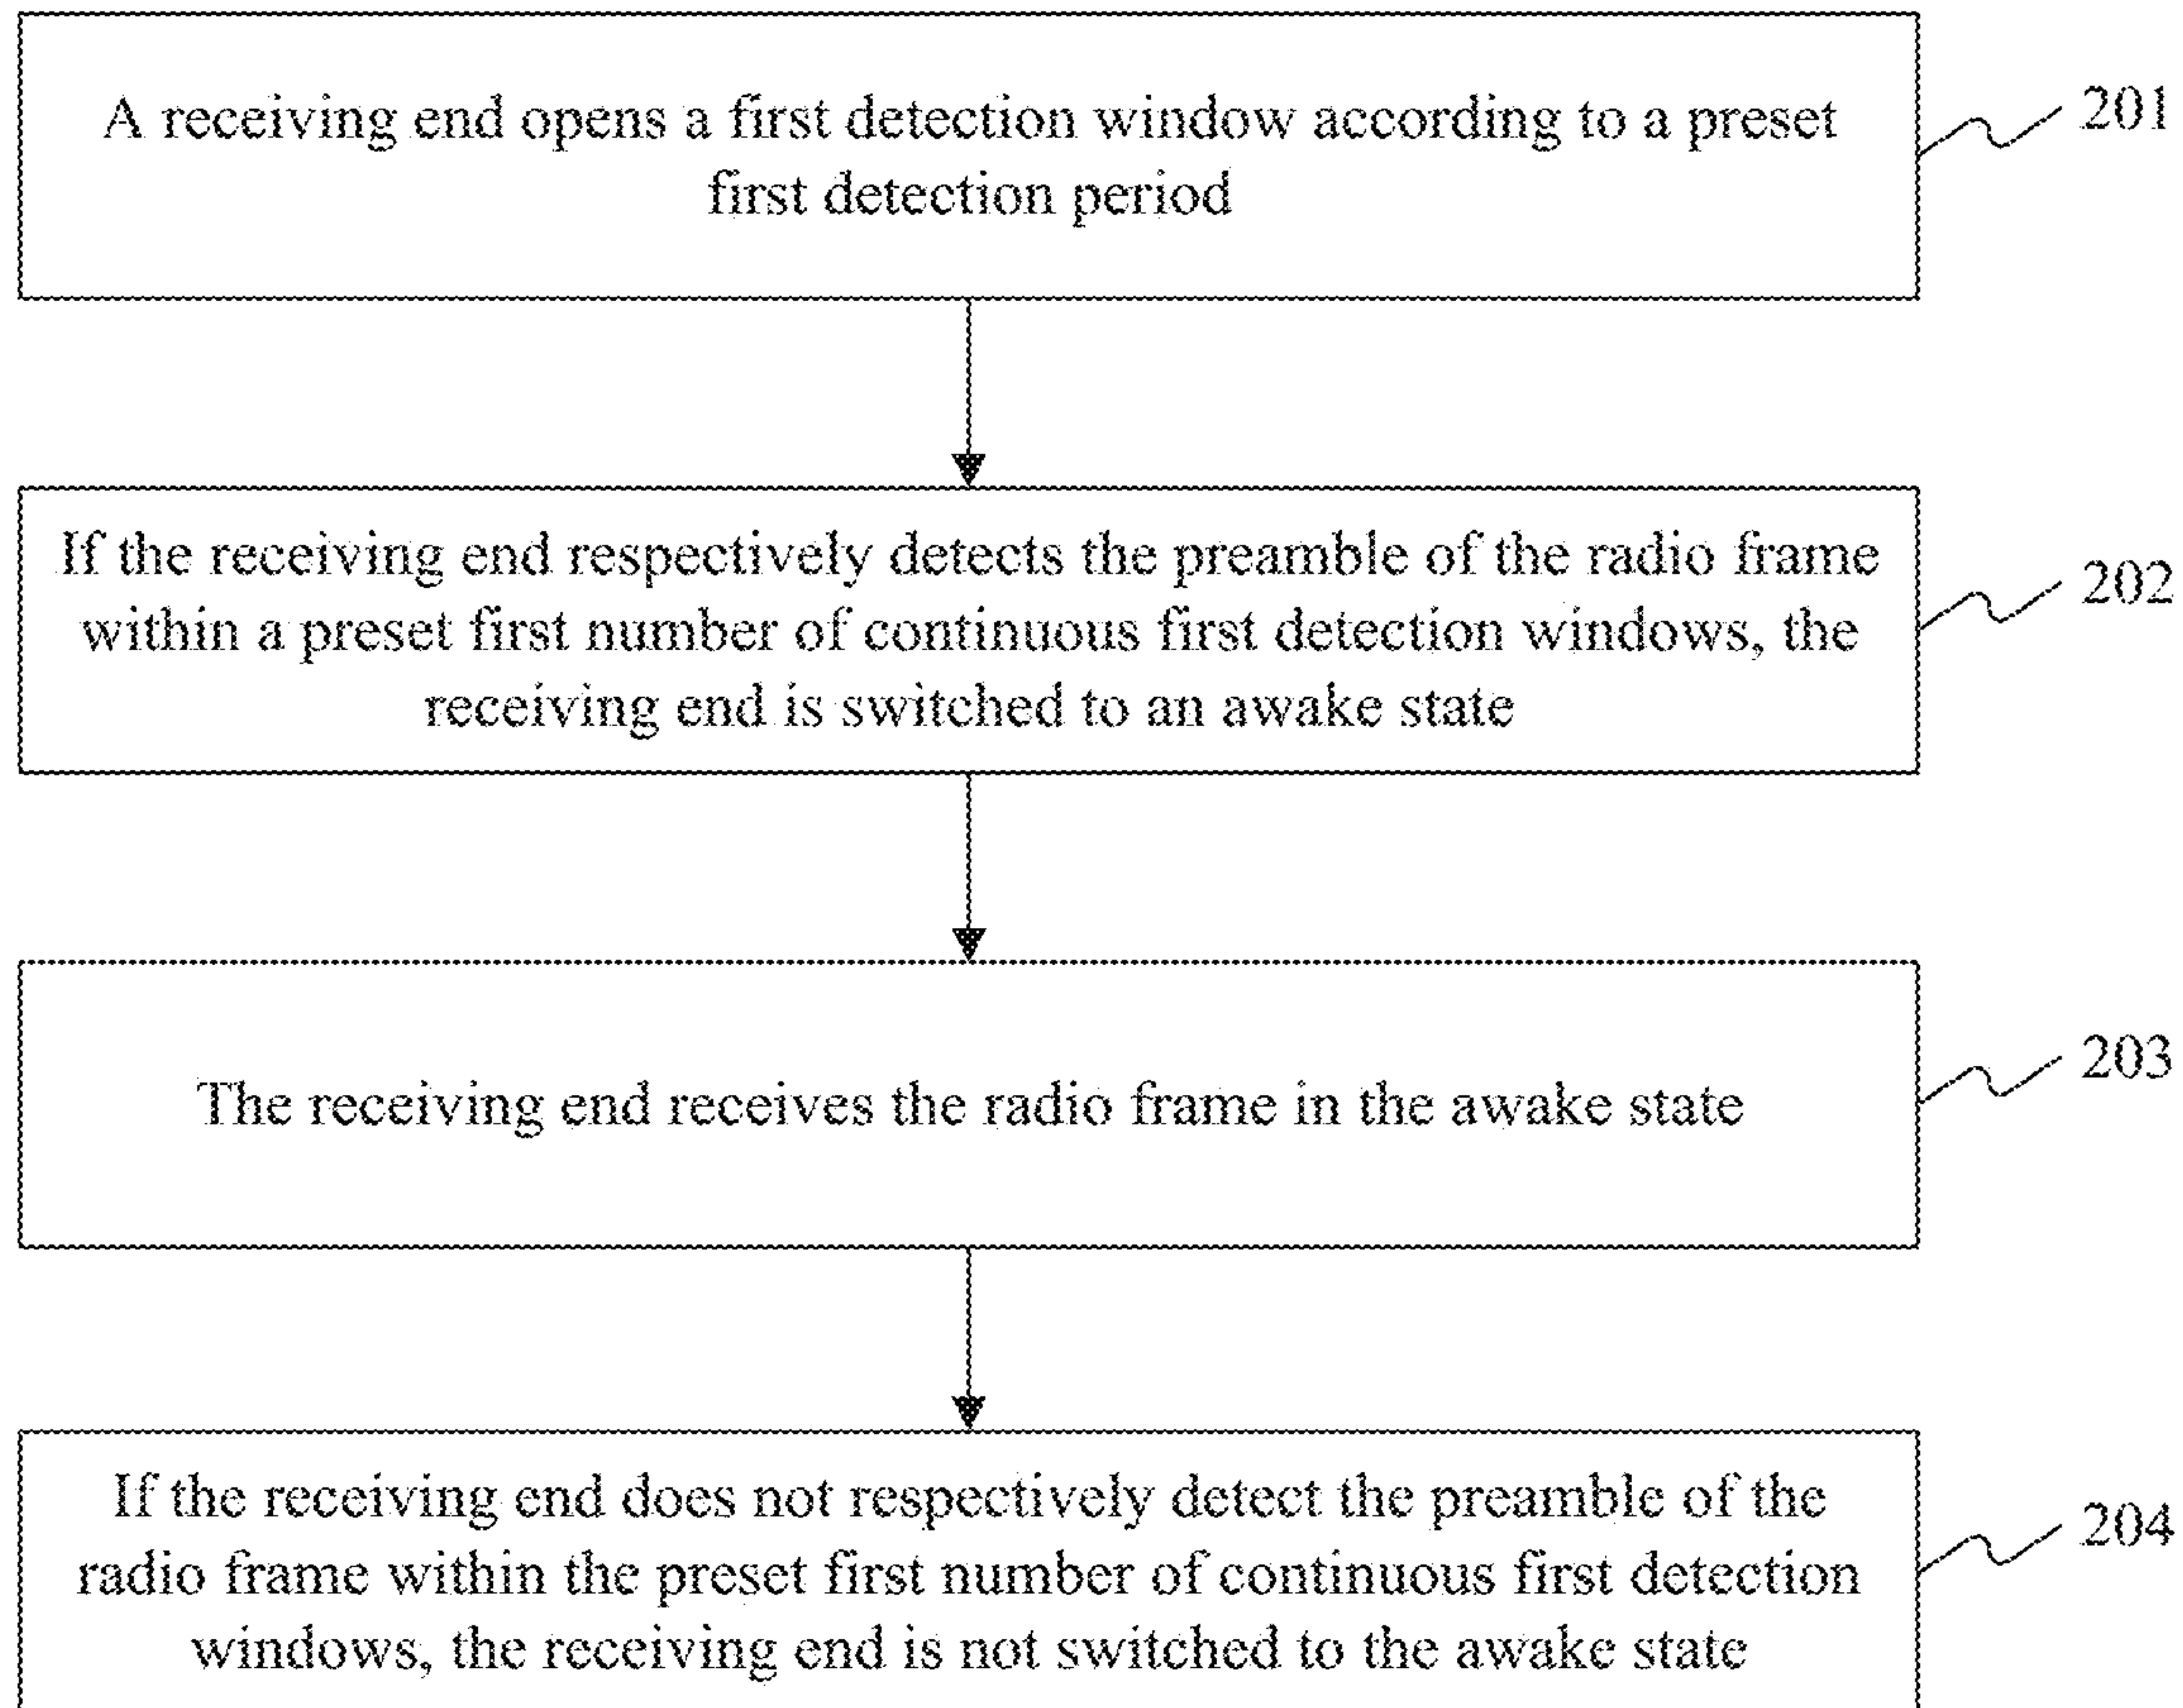 A receiving end opens a first detection window according to a preset
first detection period
201
If the receiving end respectively detects the preamble of the radio frame
within a preset first number of continuous first detection windows, the
receiving end is switched to an awake state
202
The receiving end receives the radio frame in the awake state
203
If the receiving end does not respectively detect the preamble of the
radio frame within the preset first number of continuous first detection
windows, the receiving end is not switched to the awake state
204